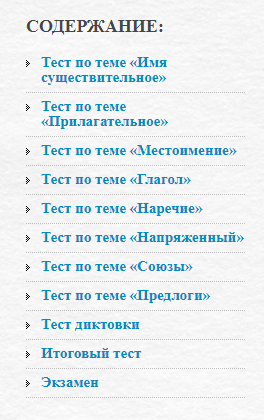 СОДЕРЖАНИЕ:
Тест по теме «Имя
существительное»
Тест по теме
«Прилагательное»
Тест по теме «Местоимение»
Тест по теме «Глагол»
Тест по теме «Наречие»
Тест по теме «Напряженный»
Тест по теме «Союзы»
Тест по теме «Предлоги»
Тест диктовки
Итоговый тест
Экзамен